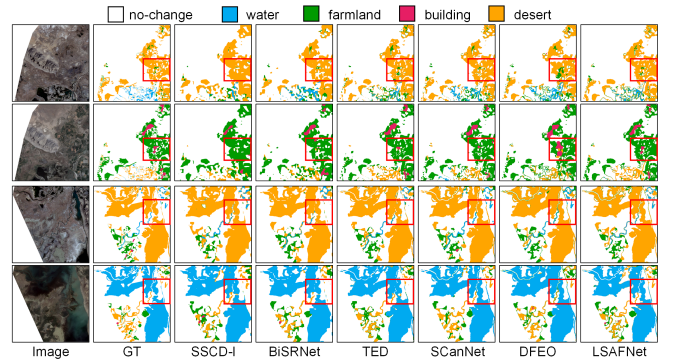 no-change water farmland building desert
Image GT SSCD-I BiSRNet TED SCanNet DFEO LSAFNet